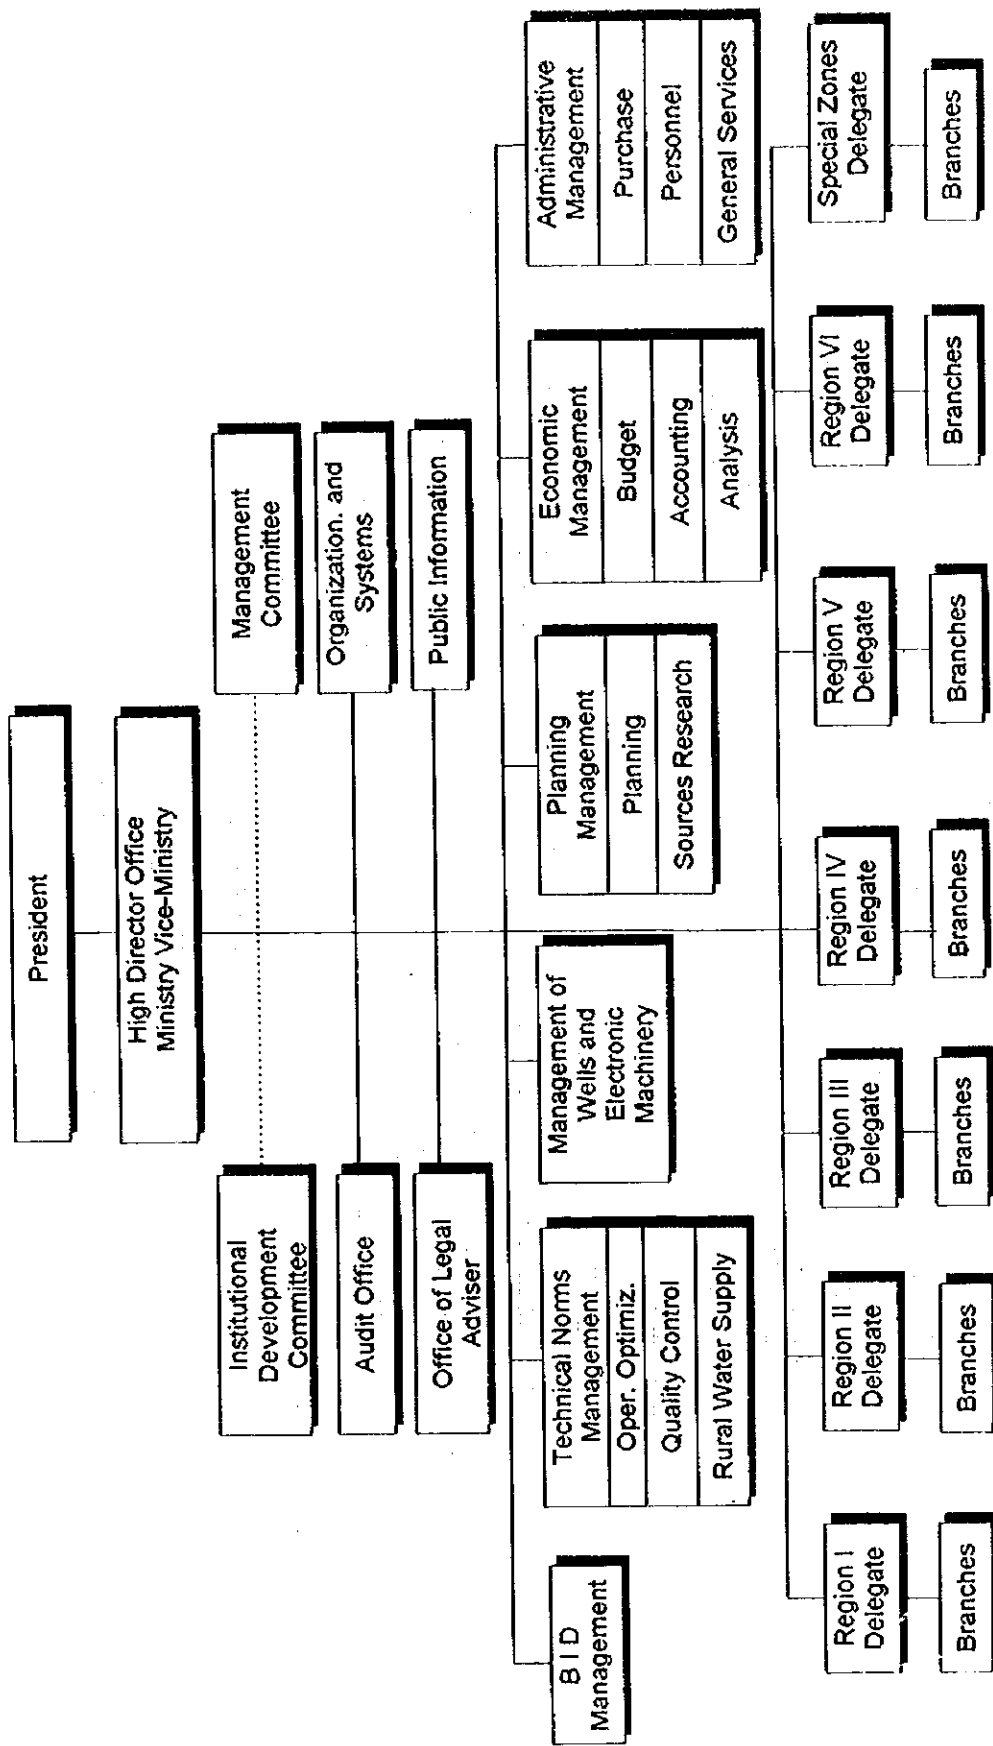 President
High Director Office
Ministry Vice-Ministry
Institutional
Development
Committee
Management
Committee
Audit Office
Organization. and
Systems
Office of Legal
Adviser
Public Information
B I D
Management
Technical Norms
Management
Oper. Optimiz.
Quality Control
Rural Water Supply
Management of
Wells and
Electronic
Machinery
Planning
Management
Planning
Sources Research
Economic
Management
Budget
Accounting
Analysis
Administrative
Management
Purchase
Personnel
General Services
Region I
Delegate
Branches
Region II
Delegate
Branches
Region III
Delegate
Branches
Region IV
Delegate
Branches
Region V
Delegate
Branches
Region VI
Delegate
Branches
Special Zones
Delegate
Branches